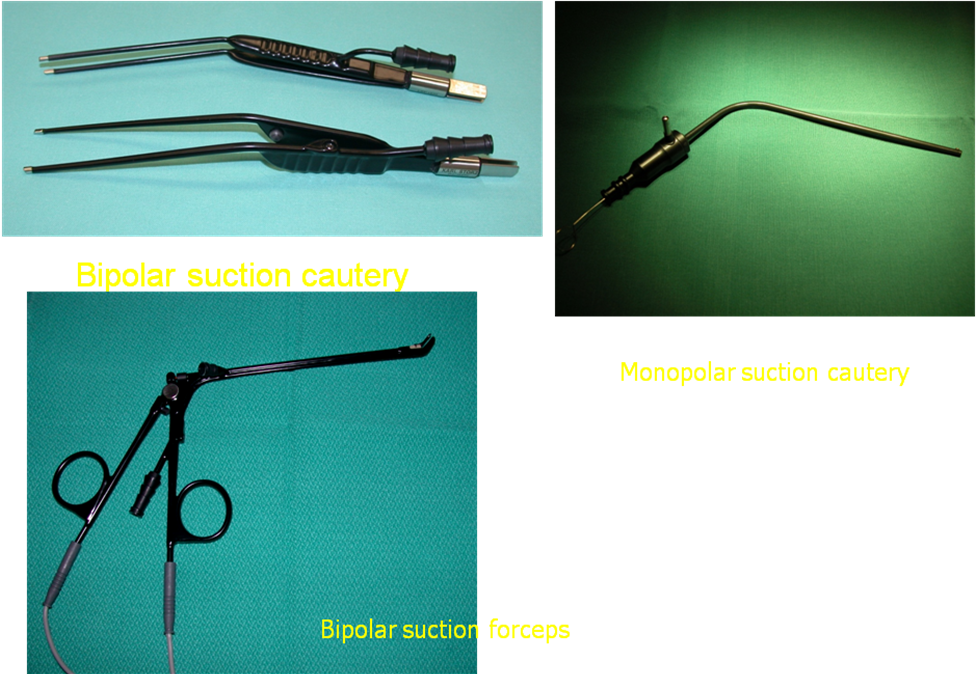 Bipolar suction cautery
Monopolar suction cautery
Bipolar suction forceps